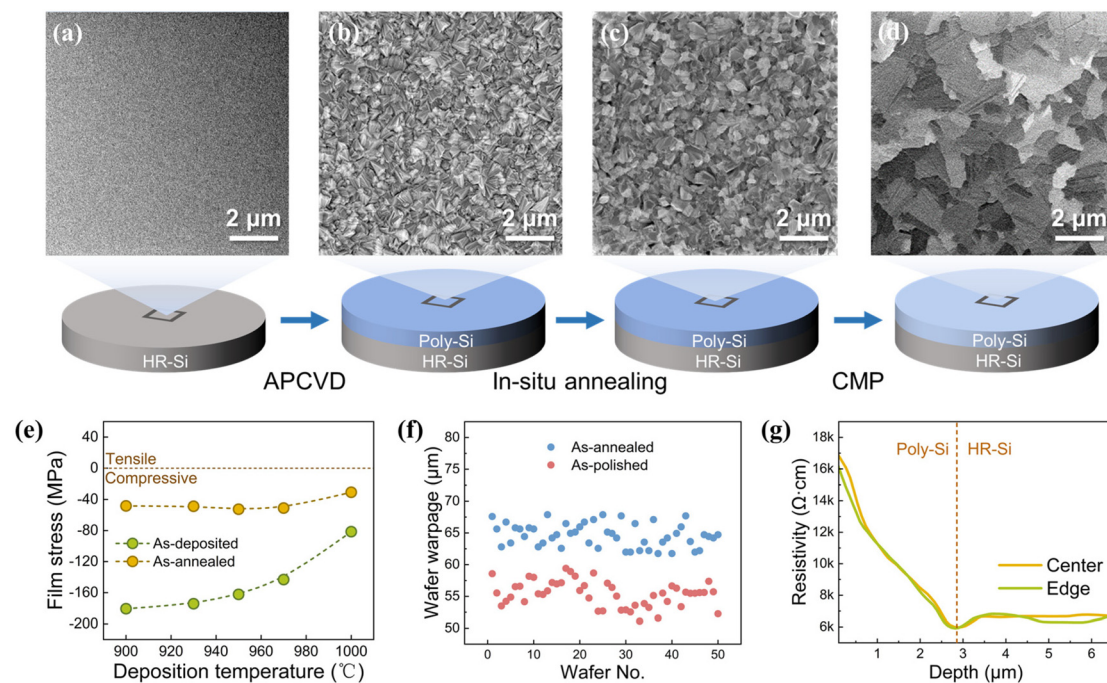 (a) (b) (c) (d)
2 μm 2 μm 2 μm 2 μm
HR-Si Poly-Si HR-Si Poly-Si HR-Si Poly-Si HR-Si
APCVD In-situ annealing CMP
(e)
40
0
-40
-80
-120
-160
-200
Film stress (MPa)
Tensile
Compressive
As-deposited
As-annealed
900 920 940 960 980 1000
Deposition temperature (℃)
(f)
80
75
70
65
60
55
50
Wafer warpage (μm)
As-annealed
As-polished
0 10 20 30 40 50
Wafer No.
(g)
18k
16k
14k
12k
10k
8k
6k
Resistivity (Ω·cm)
Poly-Si HR-Si
Center
Edge
1 2 3 4 5 6
Depth (μm)